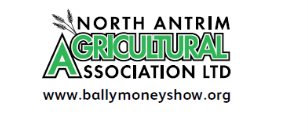 NORTH ANTRIM
AGRICULTURAL
ASSOCIATION LTD
www.ballymoneyshow.org